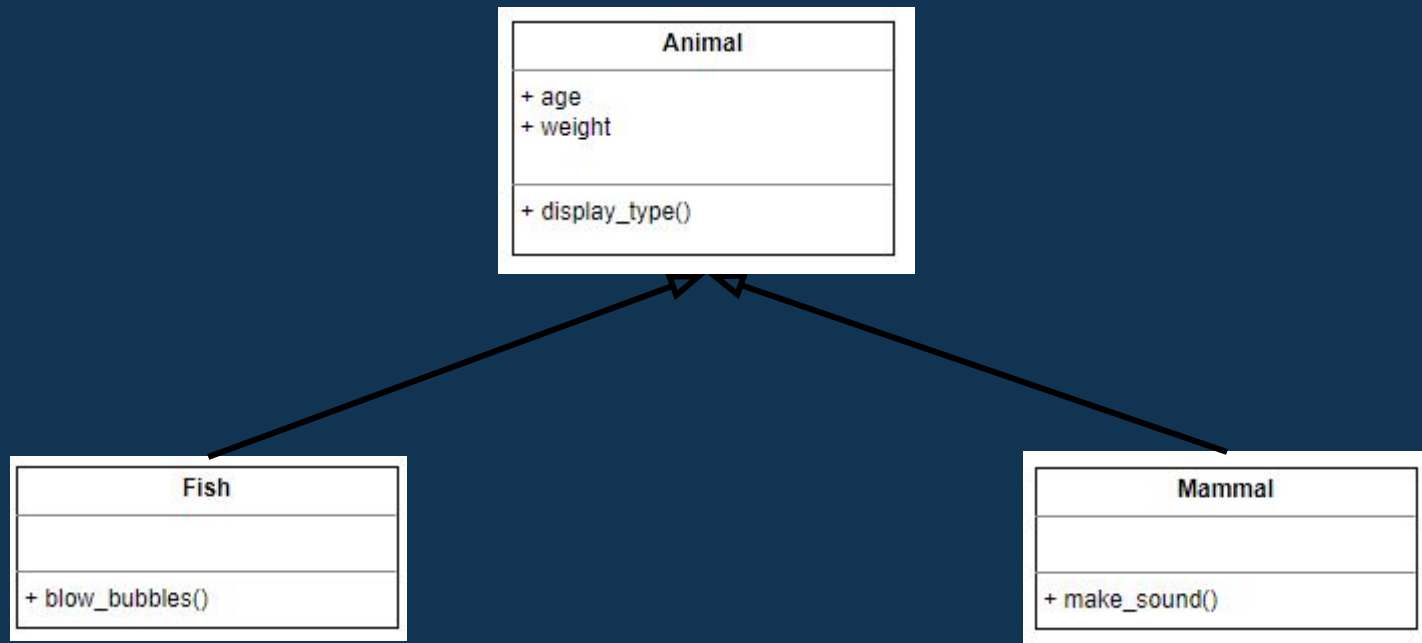 Animal
+ age
+ weight
+ display_type()
Fish
+ blow_bubbles()
Mammal
+ make_sound()